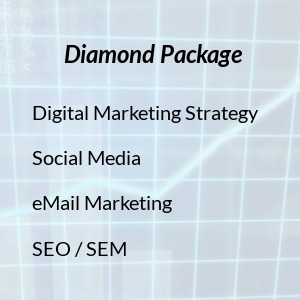 Diamond Package
Digital Marketing Strategy
Social Media
eMail Marketing
SEO / SEM